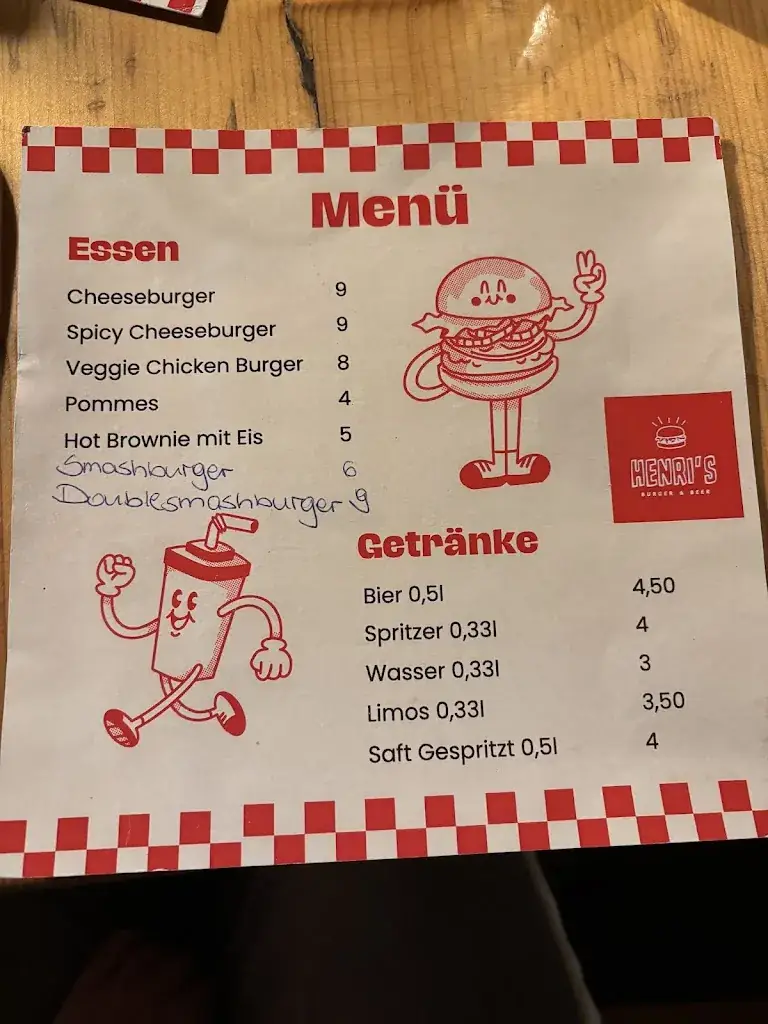 Menü
Essen
Cheeseburger 9
Spicy Cheeseburger 9
Veggie Chicken Burger 8
Pommes 4
Hot Brownie mit Eis 5
Smashburger 6
Doublesmashburger 9
HENRI'S
BURGER & BEER
Getränke
Bier 0,5l 4,50
Spritzer 0,33l 4
Wasser 0,33l 3
Limos 0,33l 3,50
Saft Gespritzt 0,5l 4